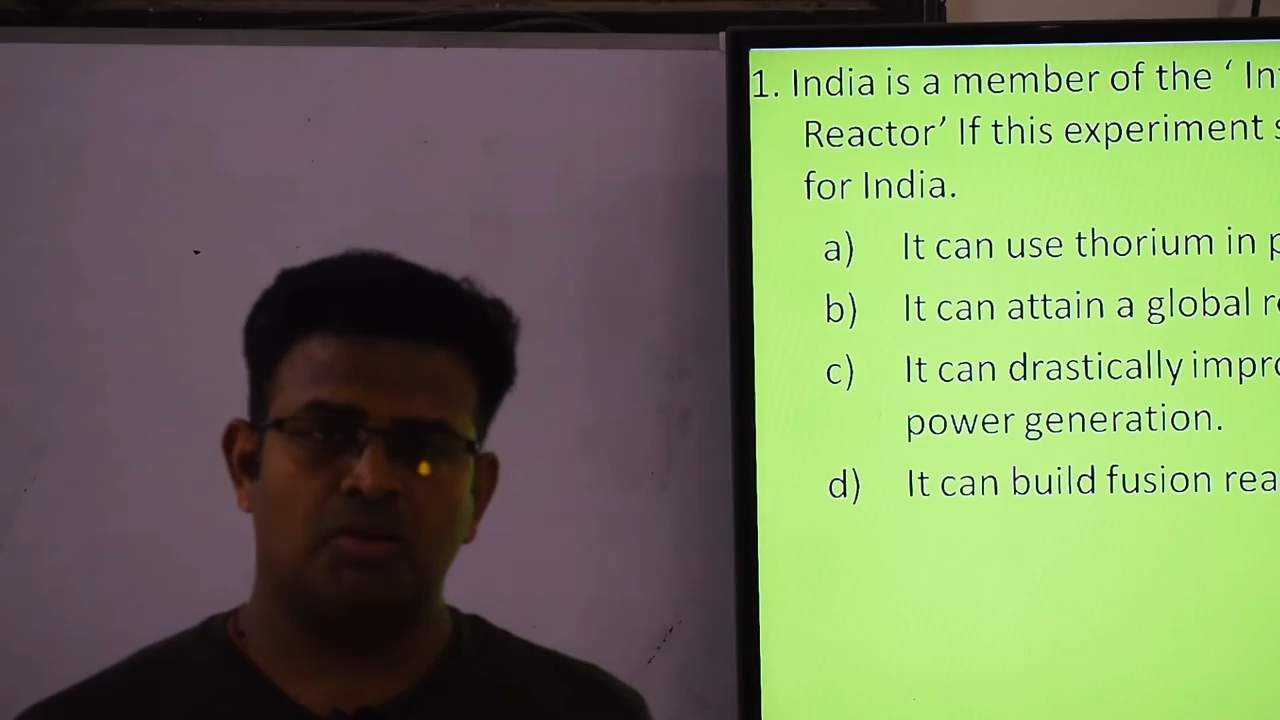 1. India is a member of the ‘ In
Reactor’ If this experiment
for India.
a) It can use thorium in
b) It can attain a global
c) It can drastically impro
power generation.
d) It can build fusion rea